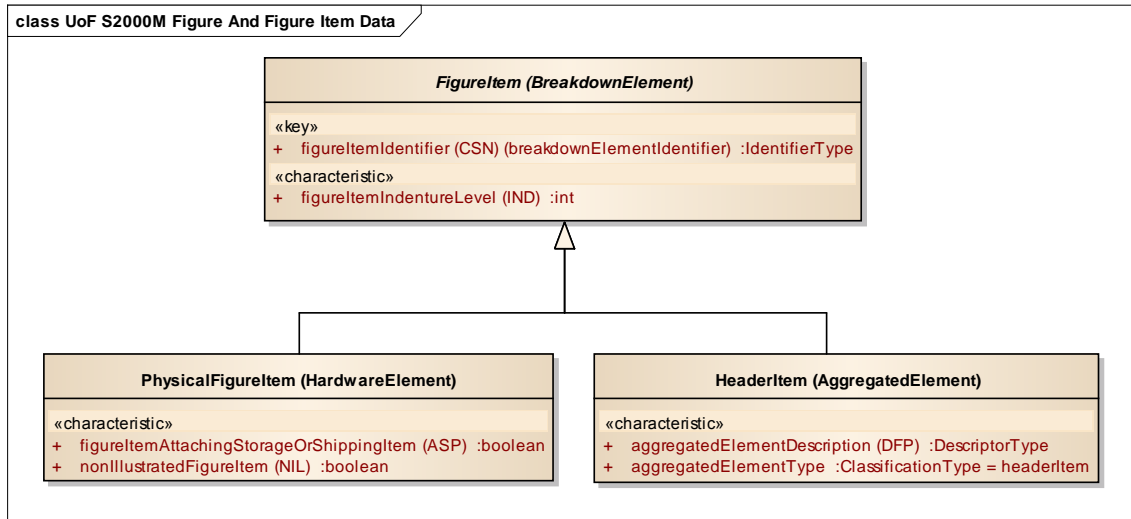 class UoF S2000M Figure And Figure Item Data
FigureItem (BreakdownElement)
«key»
+ figureItemIdentifier (CSN) (breakdownElementIdentifier) :IdentifierType
«characteristic»
+ figureItemIndentureLevel (IND) :int
PhysicalFigureItem (HardwareElement)
«characteristic»
+ figureItemAttachingStorageOrShippingItem (ASP) :boolean
+ nonIllustratedFigureItem (NIL) :boolean
HeaderItem (AggregatedElement)
«characteristic»
+ aggregatedElementDescription (DFP) :DescriptorType
+ aggregatedElementType :ClassificationType = headerItem